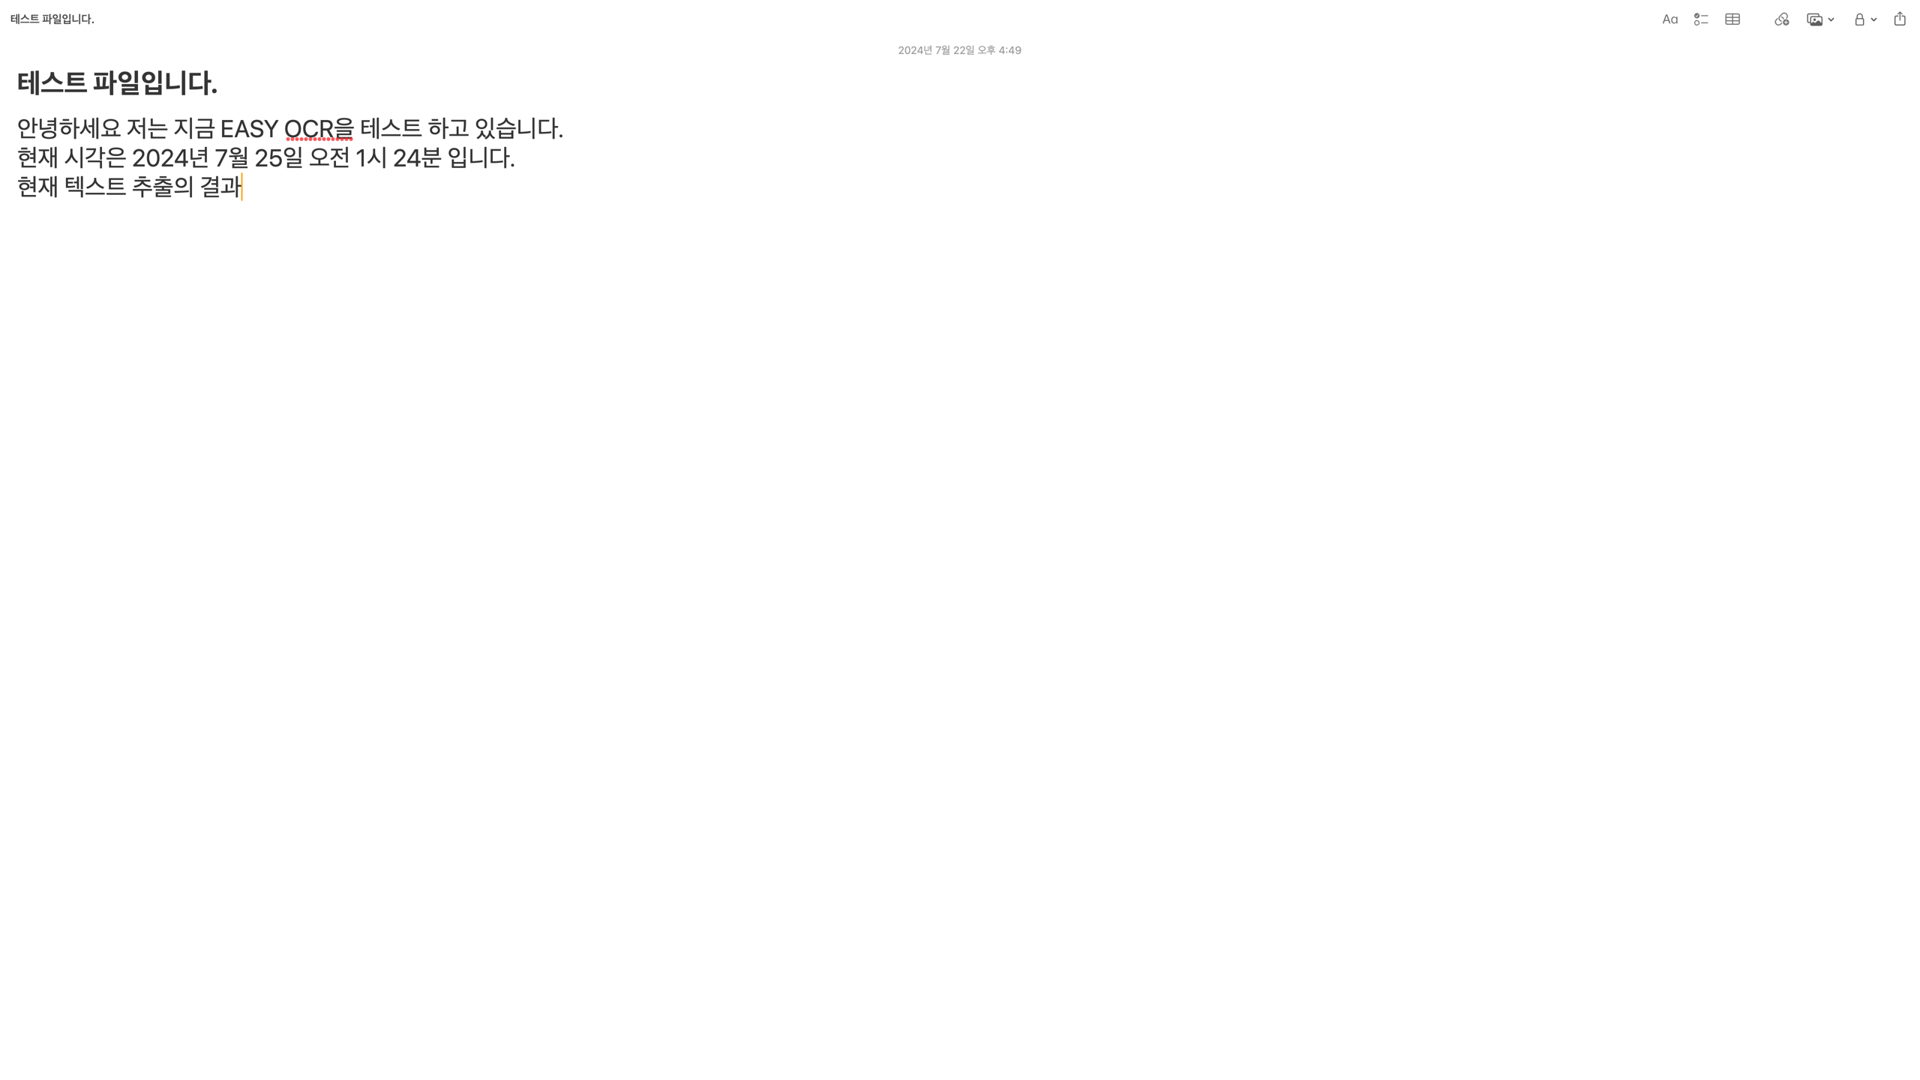 테스트 파일입니다.
Aa
2024년 7월 22일 오후 4:49
테스트 파일입니다.
안녕하세요 저는 지금 EASY OCR을 테스트 하고 있습니다.
현재 시각은 2024년 7월 25일 오전 1시 24분 입니다.
현재 텍스트 추출의 결과